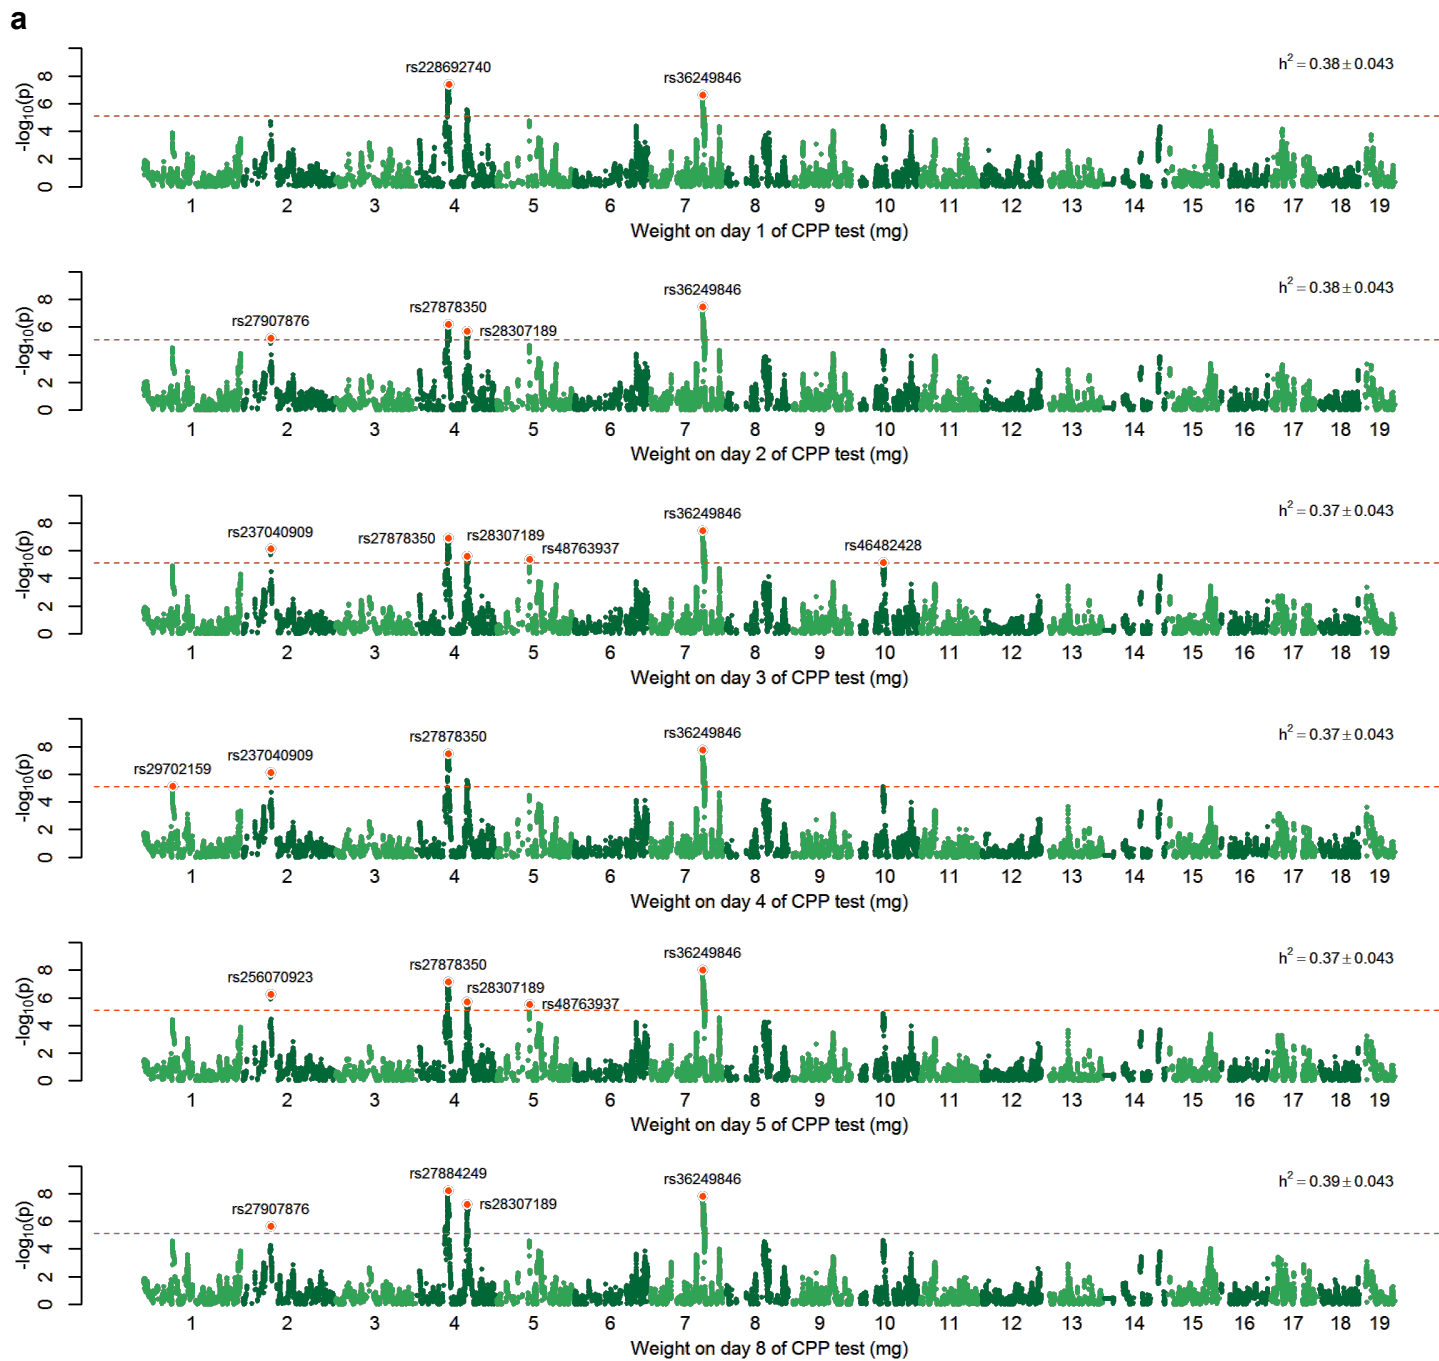 a
rs228692740
rs36249846
h² = 0.38 ± 0.043
-log₁₀(p)
8
6
4
2
0
1 2 3 4 5 6 7 8 9 10 11 12 13 14 15 16 17 18 19
Weight on day 1 of CPP test (mg)
rs27907876
rs27878350
rs28307189
rs36249846
h² = 0.38 ± 0.043
-log₁₀(p)
8
6
4
2
0
1 2 3 4 5 6 7 8 9 10 11 12 13 14 15 16 17 18 19
Weight on day 2 of CPP test (mg)
rs237040909
rs27878350
rs28307189
rs48763937
rs36249846
rs46482428
h² = 0.37 ± 0.043
-log₁₀(p)
8
6
4
2
0
1 2 3 4 5 6 7 8 9 10 11 12 13 14 15 16 17 18 19
Weight on day 3 of CPP test (mg)
rs29702159
rs237040909
rs27878350
rs36249846
h² = 0.37 ± 0.043
-log₁₀(p)
8
6
4
2
0
1 2 3 4 5 6 7 8 9 10 11 12 13 14 15 16 17 18 19
Weight on day 4 of CPP test (mg)
rs256070923
rs27878350
rs28307189
rs48763937
rs36249846
h² = 0.37 ± 0.043
-log₁₀(p)
8
6
4
2
0
1 2 3 4 5 6 7 8 9 10 11 12 13 14 15 16 17 18 19
Weight on day 5 of CPP test (mg)
rs27907876
rs27884249
rs28307189
rs36249846
h² = 0.39 ± 0.043
-log₁₀(p)
8
6
4
2
0
1 2 3 4 5 6 7 8 9 10 11 12 13 14 15 16 17 18 19
Weight on day 8 of CPP test (mg)